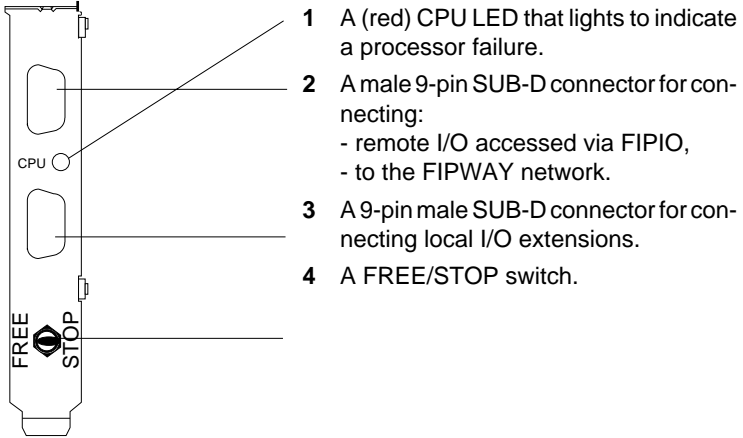 1 A (red) CPU LED that lights to indicate
a processor failure.
2 A male 9-pin SUB-D connector for con-
necting:
- remote I/O accessed via FIPIO,
- to the FIPWAY network.
3 A 9-pin male SUB-D connector for con-
necting local I/O extensions.
4 A FREE/STOP switch.
CPU
FREE
STOP